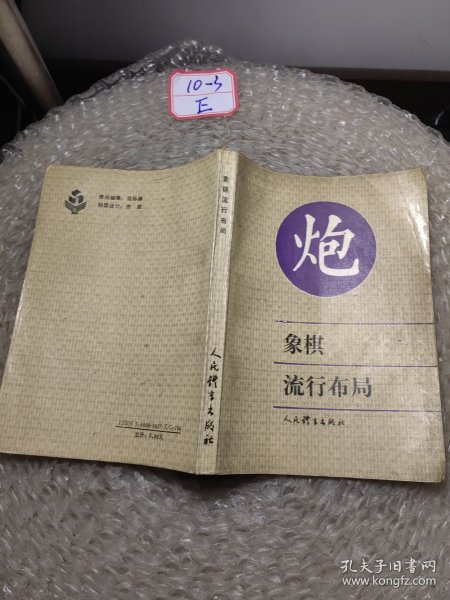 10-3
E
象棋流行布局
人民体育出版社
炮
象棋
流行布局
人民体育出版社
孔夫子旧书网
www.kongfz.com